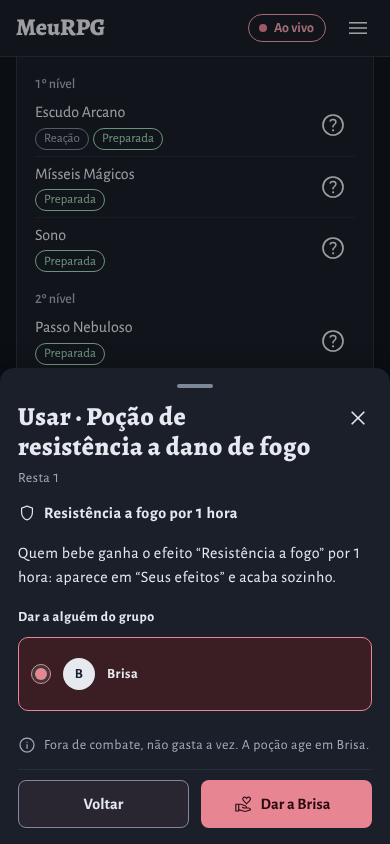 MeuRPG
Ao vivo
1º nível
Escudo Arcano
Reação Preparada
Mísseis Mágicos
Preparada
Sono
Preparada
2º nível
Passo Nebuloso
Preparada
Usar · Poção de
resistência a dano de fogo
Resta 1
Resistência a fogo por 1 hora
Quem bebe ganha o efeito “Resistência a fogo” por 1
hora: aparece em “Seus efeitos” e acaba sozinho.
Dar a alguém do grupo
B Brisa
Fora de combate, não gasta a vez. A poção age em Brisa.
Voltar
Dar a Brisa